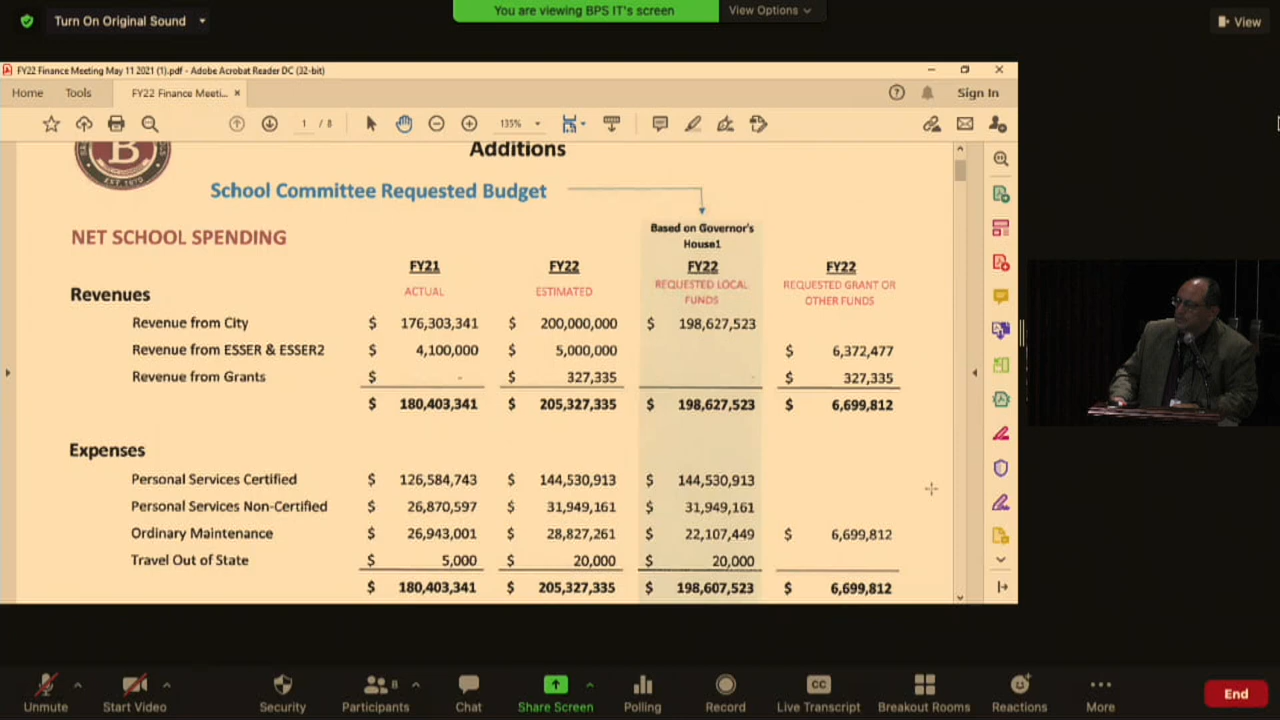 Turn On Original Sound
You are viewing BPS IT's screen
View Options
View
FY22 Finance Meeting May 11 2021 (1).pdf - Adobe Acrobat Reader DC (32-bit)
Home Tools FY22 Finance Meeti... × Sign In
1 / 8 135%
B
EST. 1870
Additions
School Committee Requested Budget
Based on Governor's
House1
NET SCHOOL SPENDING
FY21 FY22 FY22 FY22
ACTUAL ESTIMATED REQUESTED LOCAL FUNDS REQUESTED GRANT OR OTHER FUNDS
Revenues
Revenue from City $ 176,303,341 $ 200,000,000 $ 198,627,523
Revenue from ESSER & ESSER2 $ 4,100,000 $ 5,000,000 $ 6,372,477
Revenue from Grants $ - $ 327,335 - $ 327,335
$ 180,403,341 $ 205,327,335 $ 198,627,523 $ 6,699,812
Expenses
Personal Services Certified $ 126,584,743 $ 144,530,913 $ 144,530,913
Personal Services Non-Certified $ 26,870,597 $ 31,949,161 $ 31,949,161
Ordinary Maintenance $ 26,943,001 $ 28,827,261 $ 22,107,449 $ 6,699,812
Travel Out of State $ 5,000 $ 20,000 $ 20,000
$ 180,403,341 $ 205,327,335 $ 198,607,523 $ 6,699,812
Unmute Start Video Security Participants 8 Chat Share Screen Polling Record CC Live Transcript Breakout Rooms Reactions More End